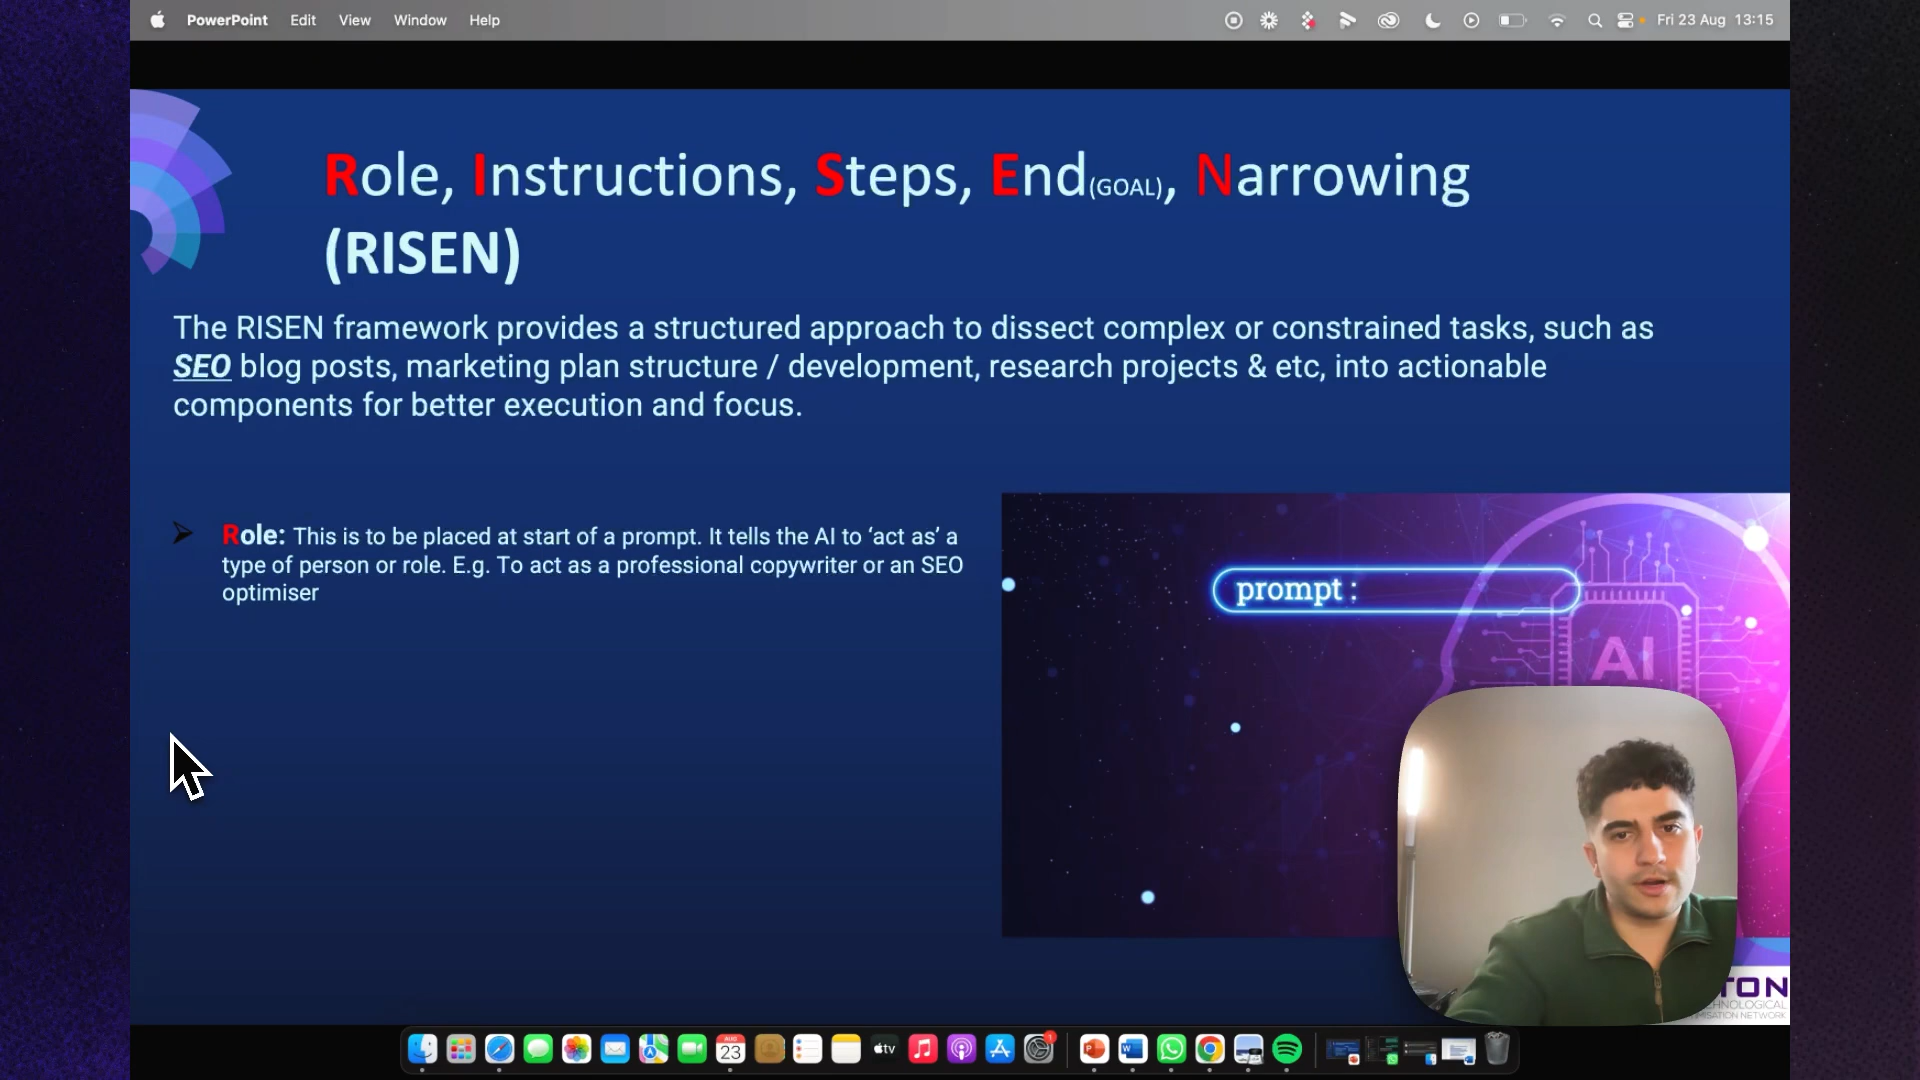 PowerPoint Edit View Window Help Fri 23 Aug 13:15
Role, Instructions, Steps, End(GOAL), Narrowing
(RISEN)
The RISEN framework provides a structured approach to dissect complex or constrained tasks, such as
SEO blog posts, marketing plan structure / development, research projects & etc, into actionable
components for better execution and focus.
➤ Role: This is to be placed at start of a prompt. It tells the AI to ‘act as’ a
type of person or role. E.g. To act as a professional copywriter or an SEO
optimiser
prompt :
AI
TON
AUG
23
tv
1